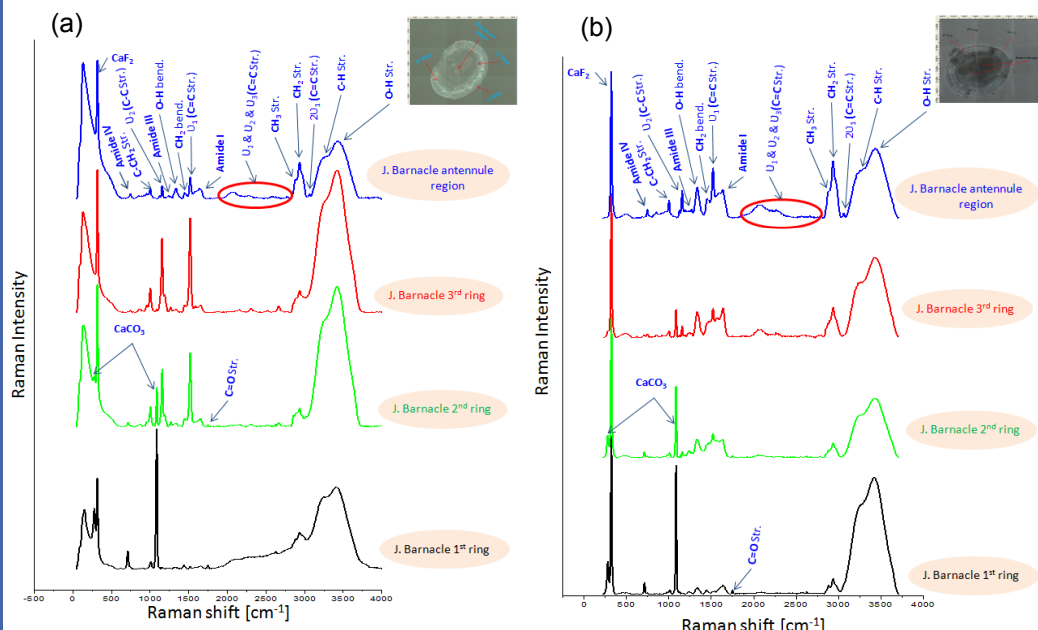 (a)
CaF2
Amide IV
C-CH2 Str.
U2 (C-C Str.)
Amide III
O-H bend.
CH2 bend.
U1 (C=C Str.)
Amide I
U1 & U2 & U3(C=C Str.)
CH3 Str.
CH2 Str.
2U1 (C=C Str.)
C-H Str.
O-H Str.
J. Barnacle antennule
region
J. Barnacle 3rd ring
CaCO3
C=O Str.
J. Barnacle 2nd ring
J. Barnacle 1st ring
Raman Intensity
-500 0 500 1000 1500 2000 2500 3000 3500 4000
Raman shift [cm-1]
(b)
CaF2
Amide IV
C-CH2 Str.
U2 (C-C Str.)
Amide III
O-H bend.
CH2 bend.
U1 (C=C Str.)
Amide I
U1 & U2 & U3(C=C Str.)
CH3 Str.
CH2 Str.
2U1 (C=C Str.)
C-H Str.
O-H Str.
J. Barnacle antennule
region
J. Barnacle 3rd ring
CaCO3
J. Barnacle 2nd ring
C=O Str.
J. Barnacle 1st ring
Raman Intensity
0 500 1000 1500 2000 2500 3000 3500 4000
Raman shift [cm-1]